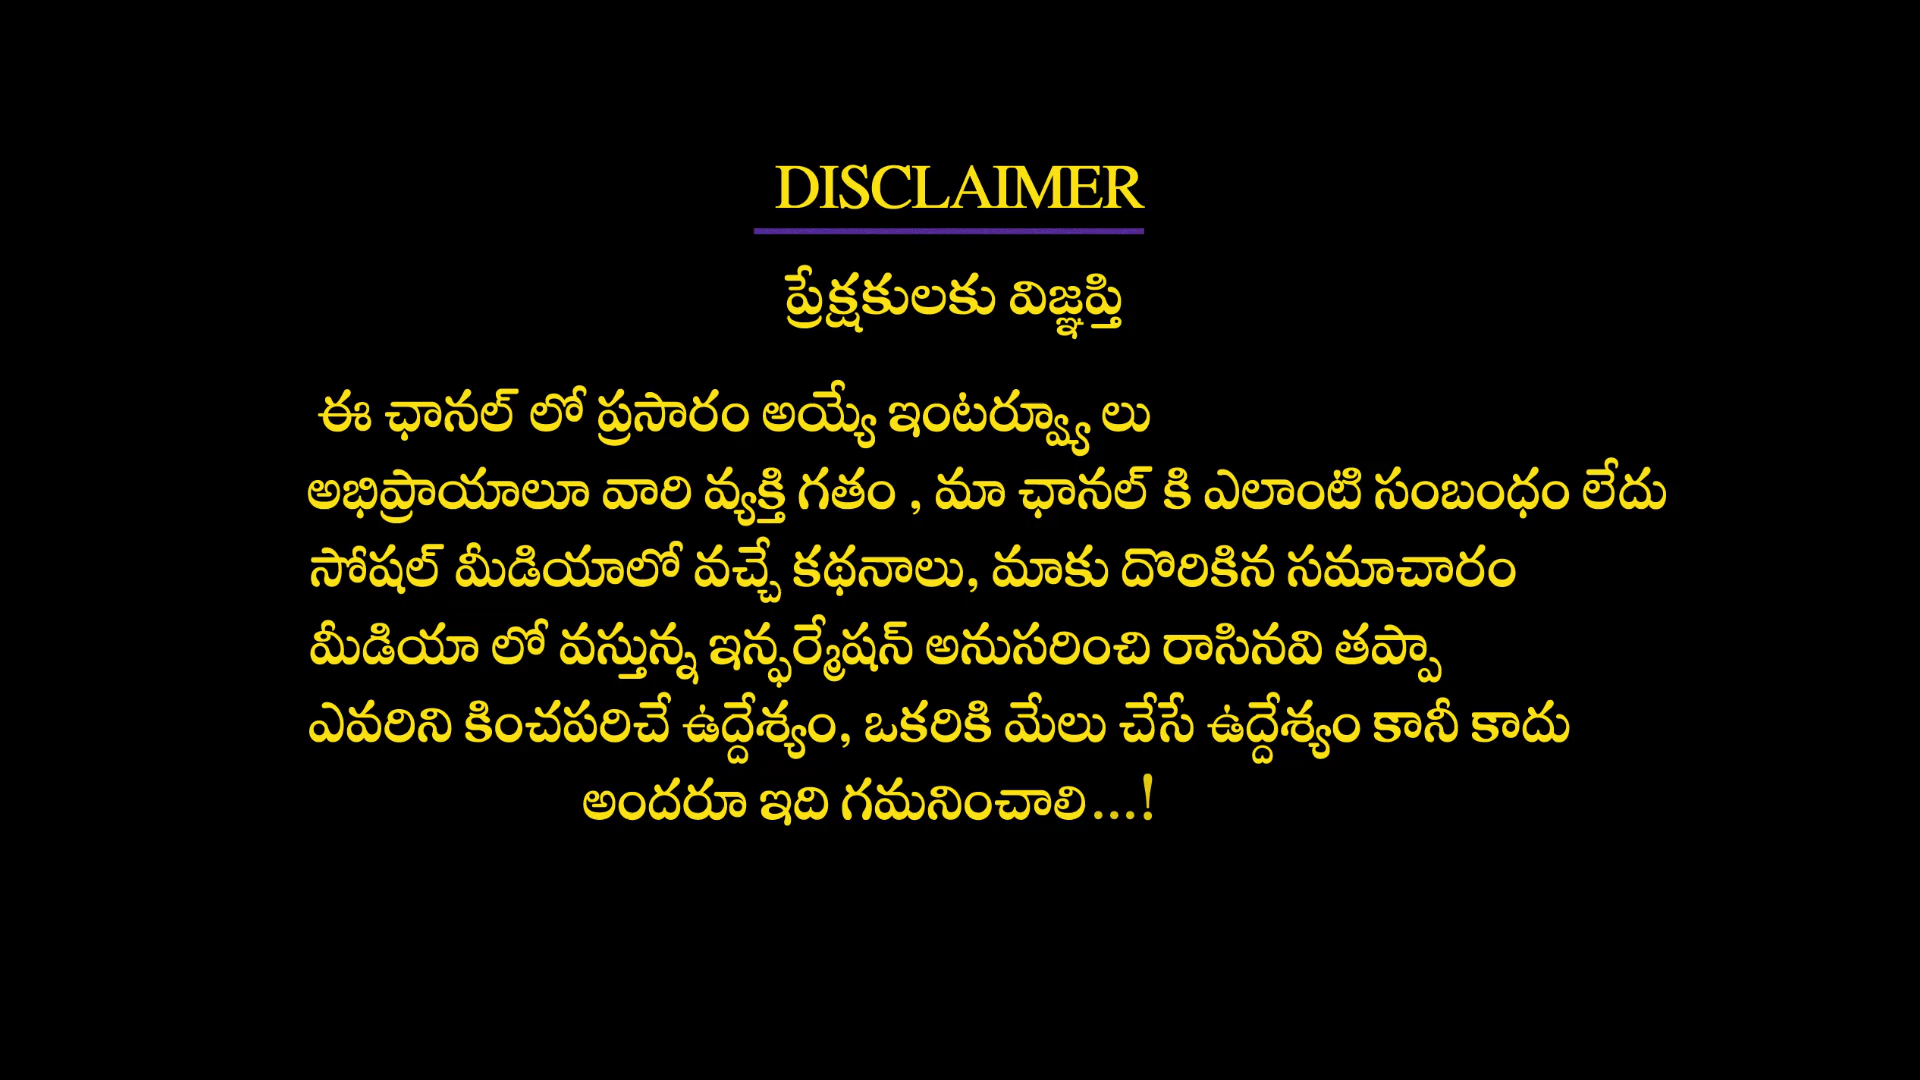 DISCLAIMER
ప్రేక్షకులకు విజ్ఞప్తి
ఈ ఛానల్ లో ప్రసారం అయ్యే ఇంటర్వ్యూ లు
అభిప్రాయాలూ వారి వ్యక్తి గతం , మా ఛానల్ కి ఎలాంటి సంబంధం లేదు
సోషల్ మీడియాలో వచ్చే కథనాలు, మాకు దొరికిన సమాచారం
మీడియా లో వస్తున్న ఇన్ఫర్మేషన్ అనుసరించి రాసినవి తప్పా
ఎవరిని కించపరిచే ఉద్దేశ్యం, ఒకరికి మేలు చేసే ఉద్దేశ్యం కానీ కాదు
అందరూ ఇది గమనించాలి...!